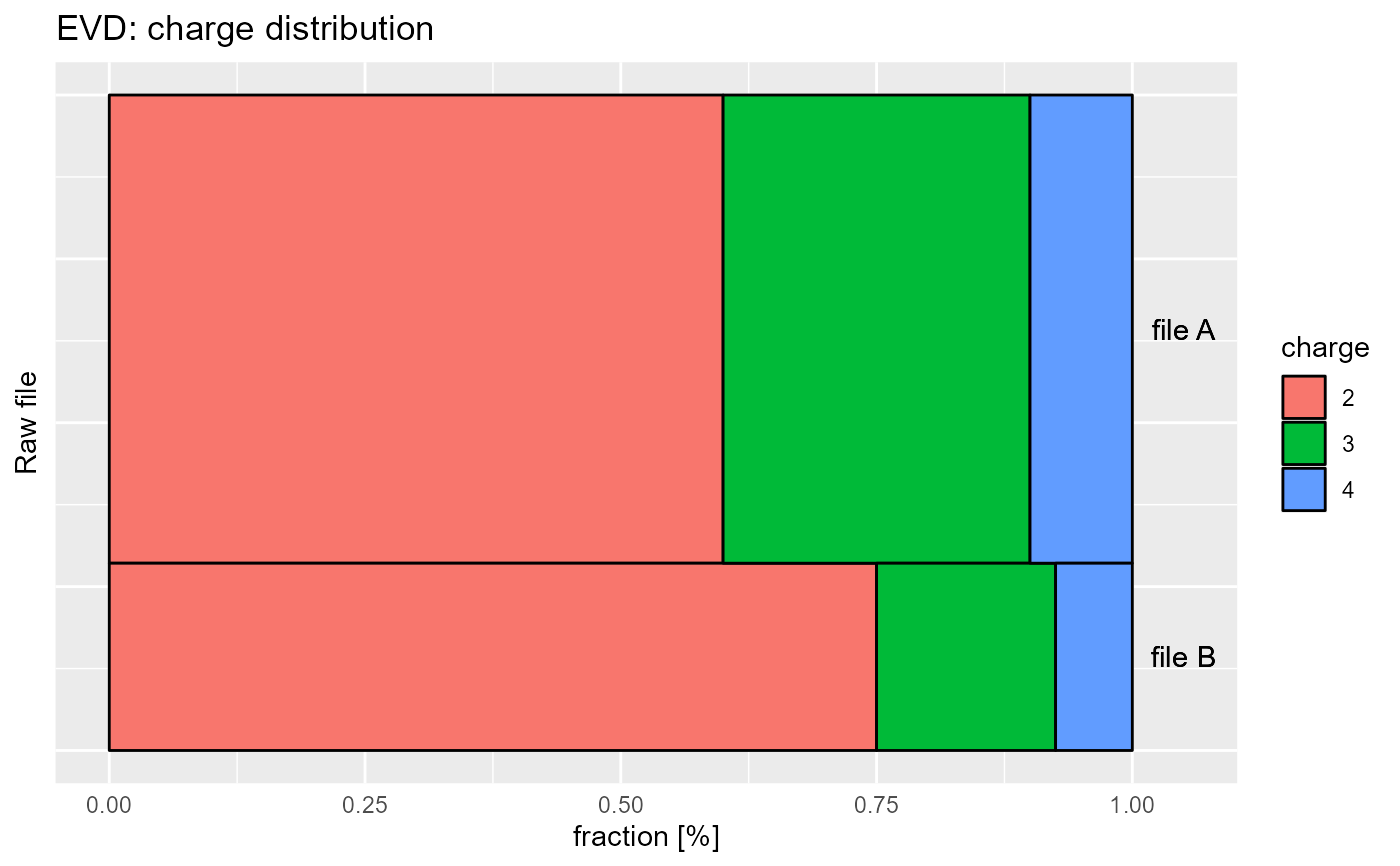 EVD: charge distribution
Raw file
file A
file B
charge
2
3
4
0.00 0.25 0.50 0.75 1.00
fraction [%]